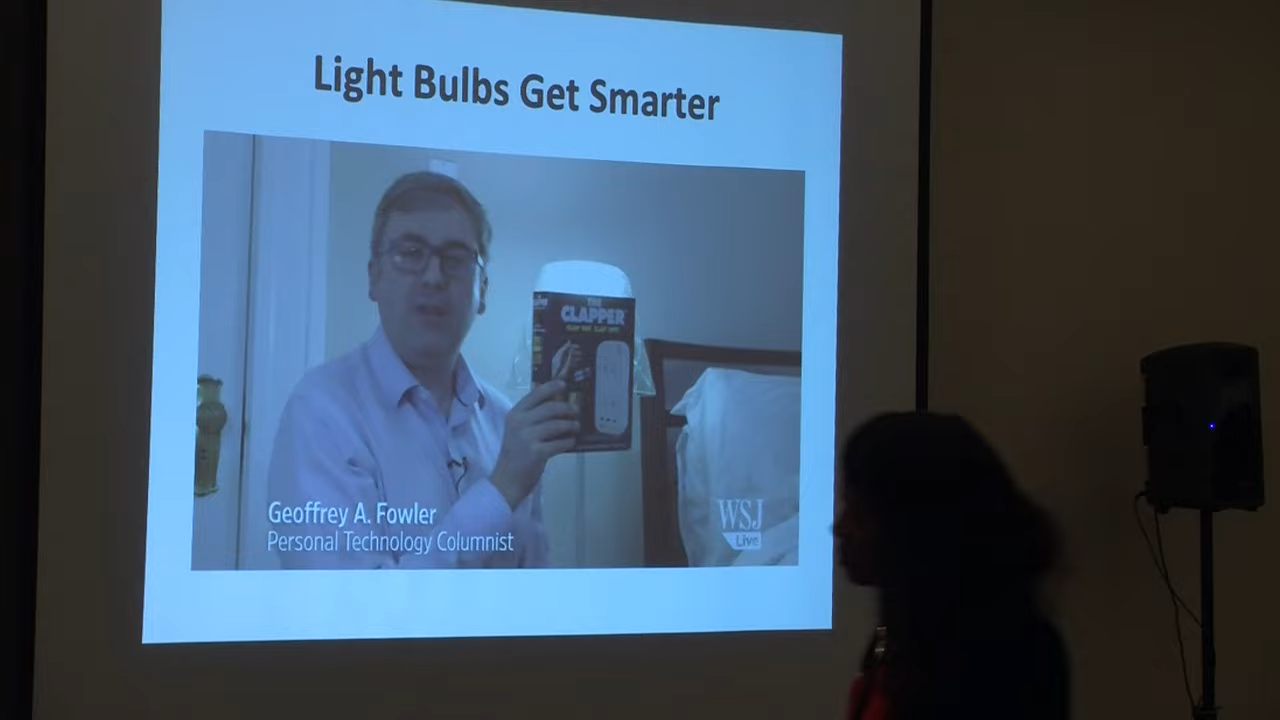 Light Bulbs Get Smarter
THE
CLAPPER
Geoffrey A. Fowler
Personal Technology Columnist
WSJ
Live